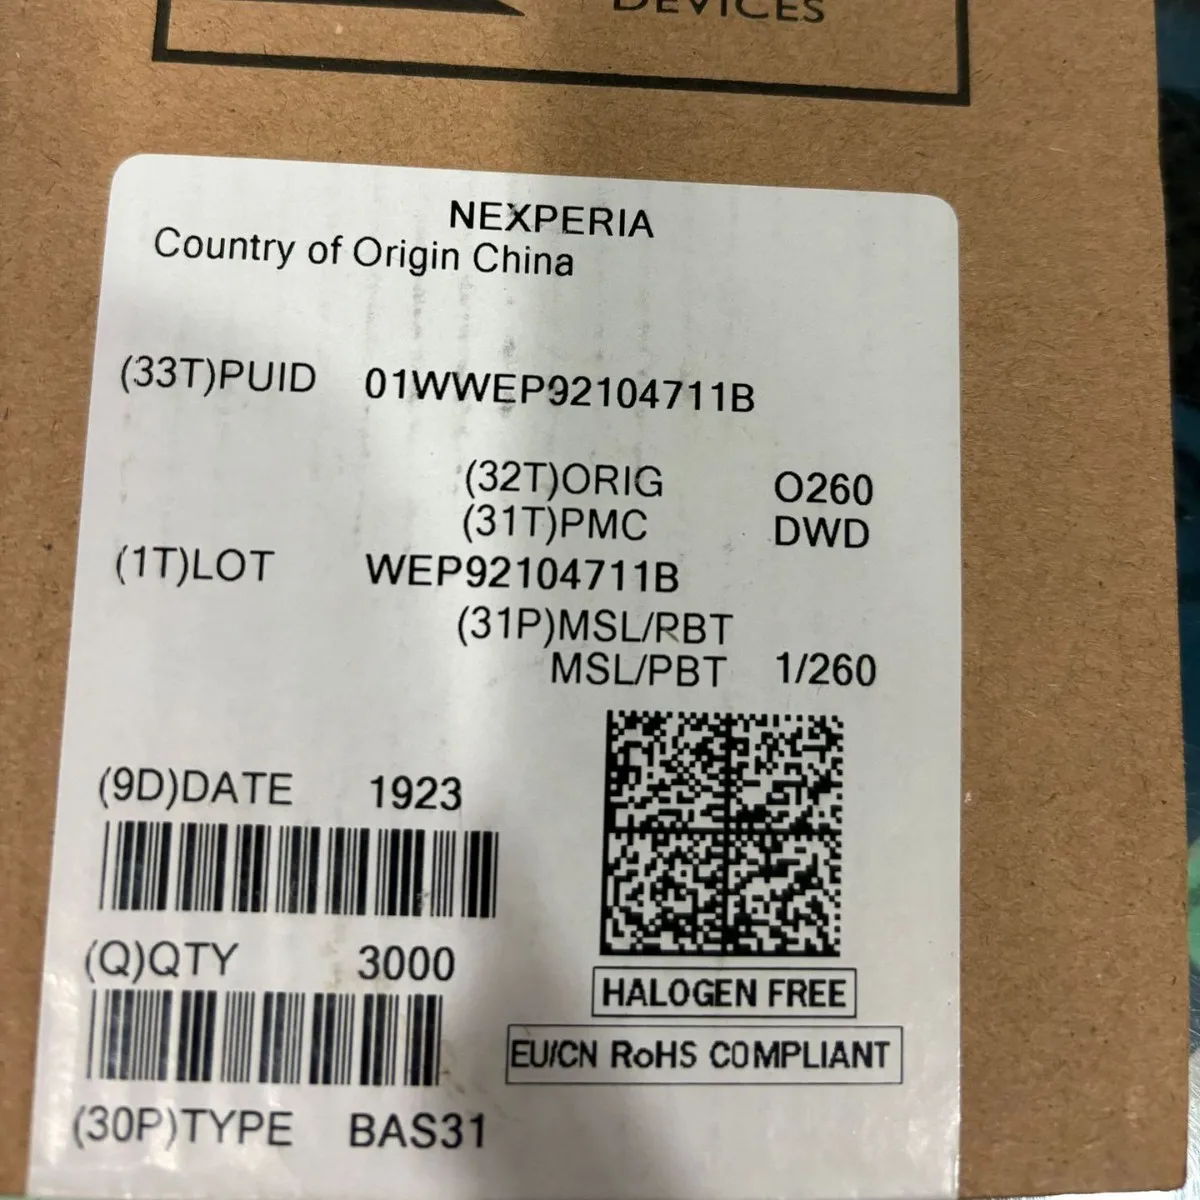 DEVICES
NEXPERIA
Country of Origin China
(33T)PUID 01WWEP92104711B
(32T)ORIG O260
(31T)PMC DWD
(1T)LOT WEP92104711B
(31P)MSL/RBT
MSL/PBT 1/260
(9D)DATE 1923
(Q)QTY 3000
HALOGEN FREE
EU/CN RoHS COMPLIANT
(30P)TYPE BAS31